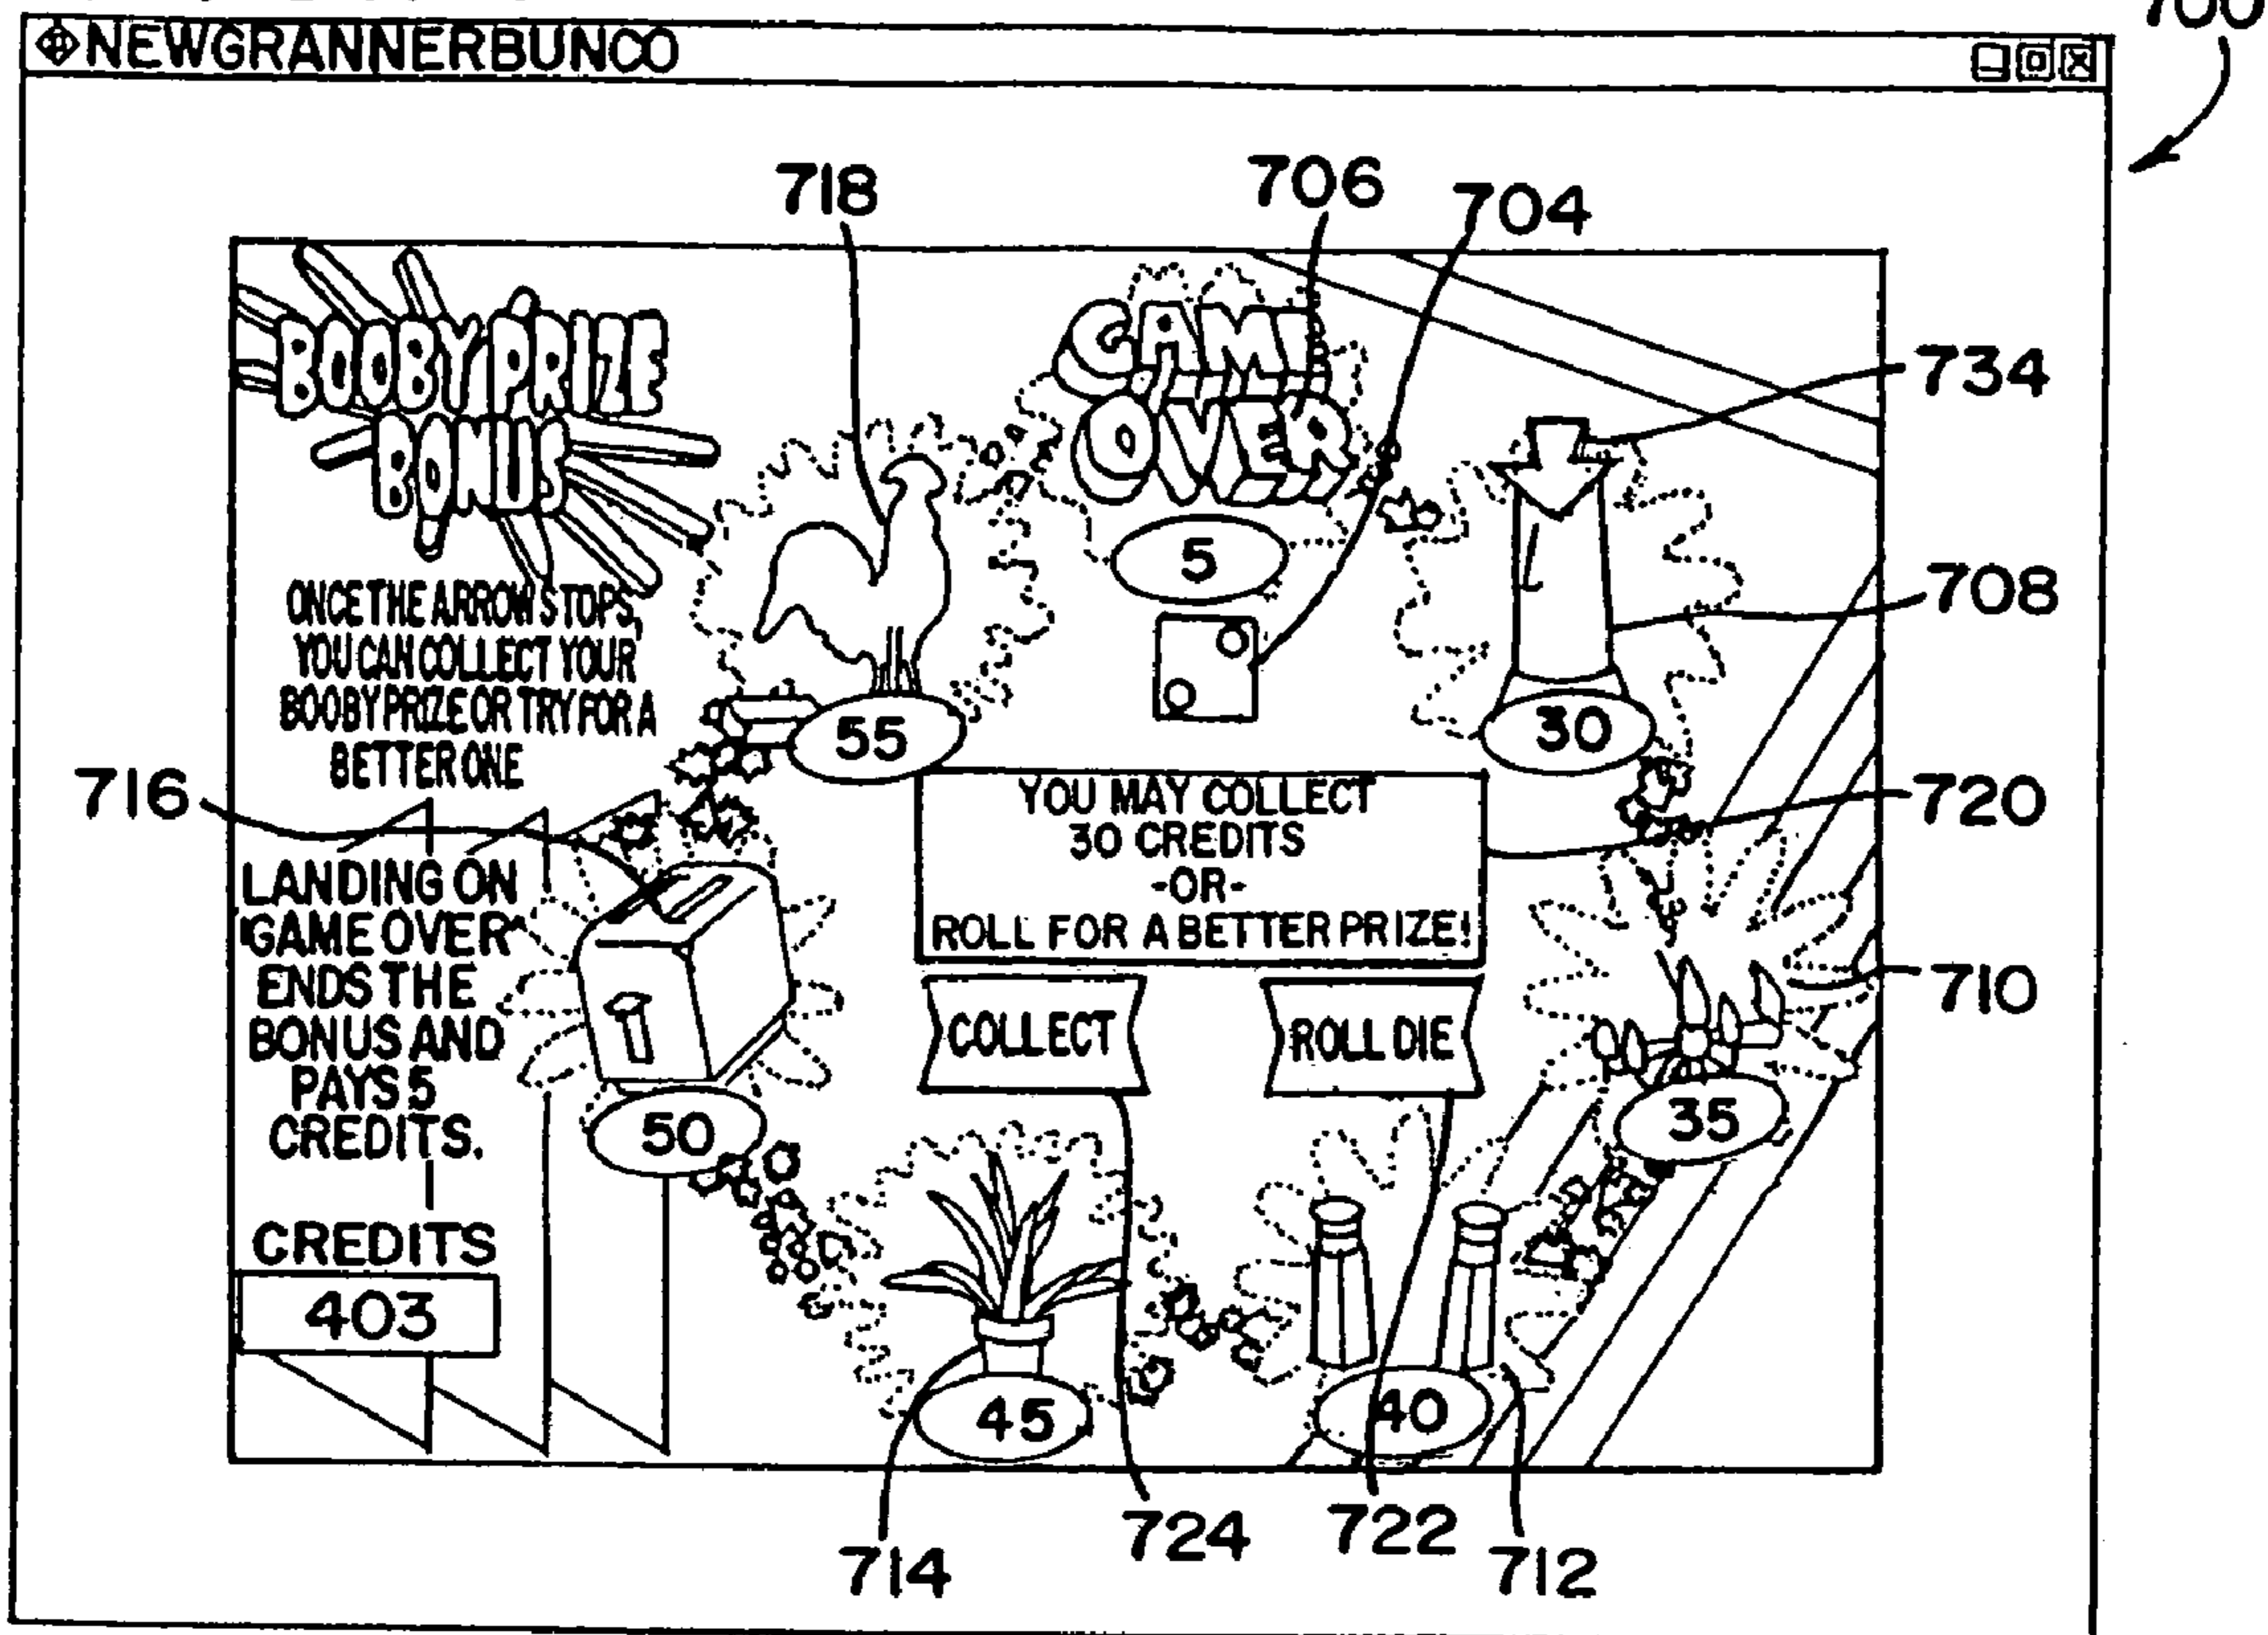 700
NEWGRANNERBUNCO
718
706
704
734
BOOBY PRIZE
BONUS
GAME
OVER
5
708
ONCE THE ARROW STOPS,
YOU CAN COLLECT YOUR
BOOBY PRIZE OR TRY FOR A
BETTER ONE
55
30
716
720
YOU MAY COLLECT
30 CREDITS
-OR-
ROLL FOR A BETTER PRIZE!
LANDING ON
"GAME OVER"
ENDS THE
BONUS AND
PAYS 5
CREDITS.
710
COLLECT
ROLL DIE
50
35
CREDITS
403
45
40
714
724
722
712